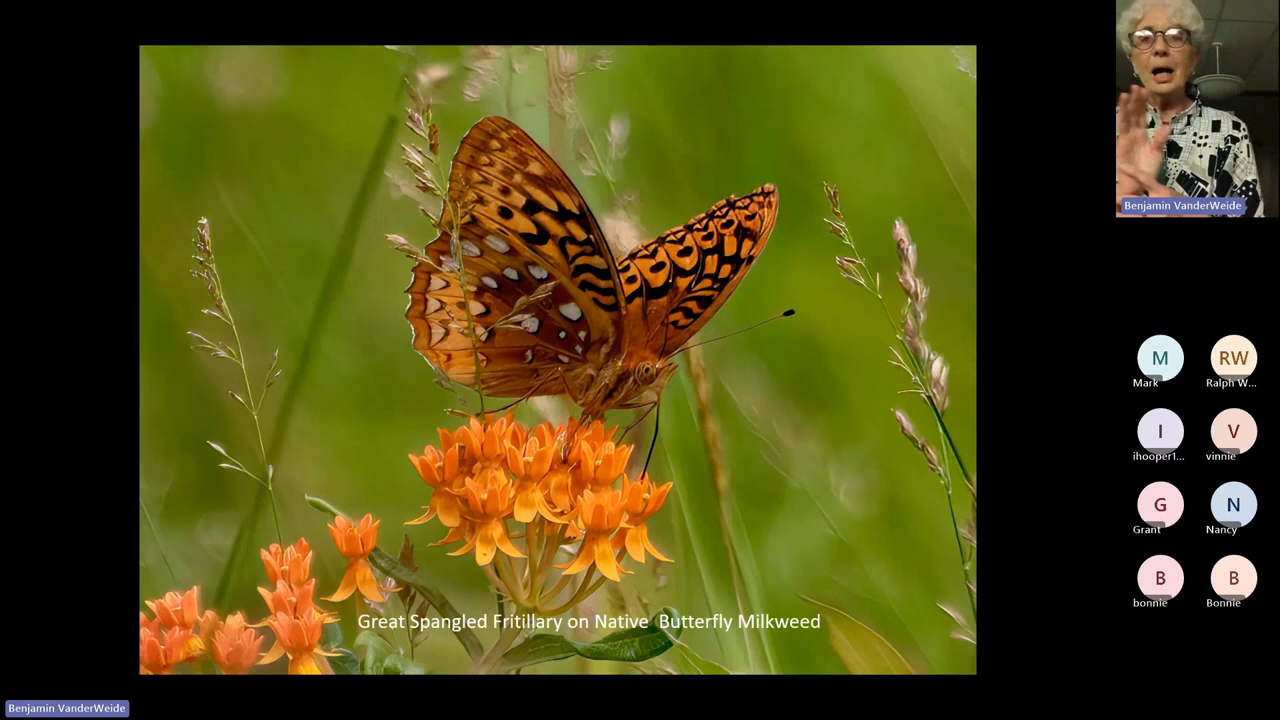 Benjamin VanderWeide
M
RW
Mark
Ralph W...
I
V
ihooper1...
vinnie
G
N
Grant
Nancy
B
B
bonnie
Bonnie
Great Spangled Fritillary on Native Butterfly Milkweed
Benjamin VanderWeide